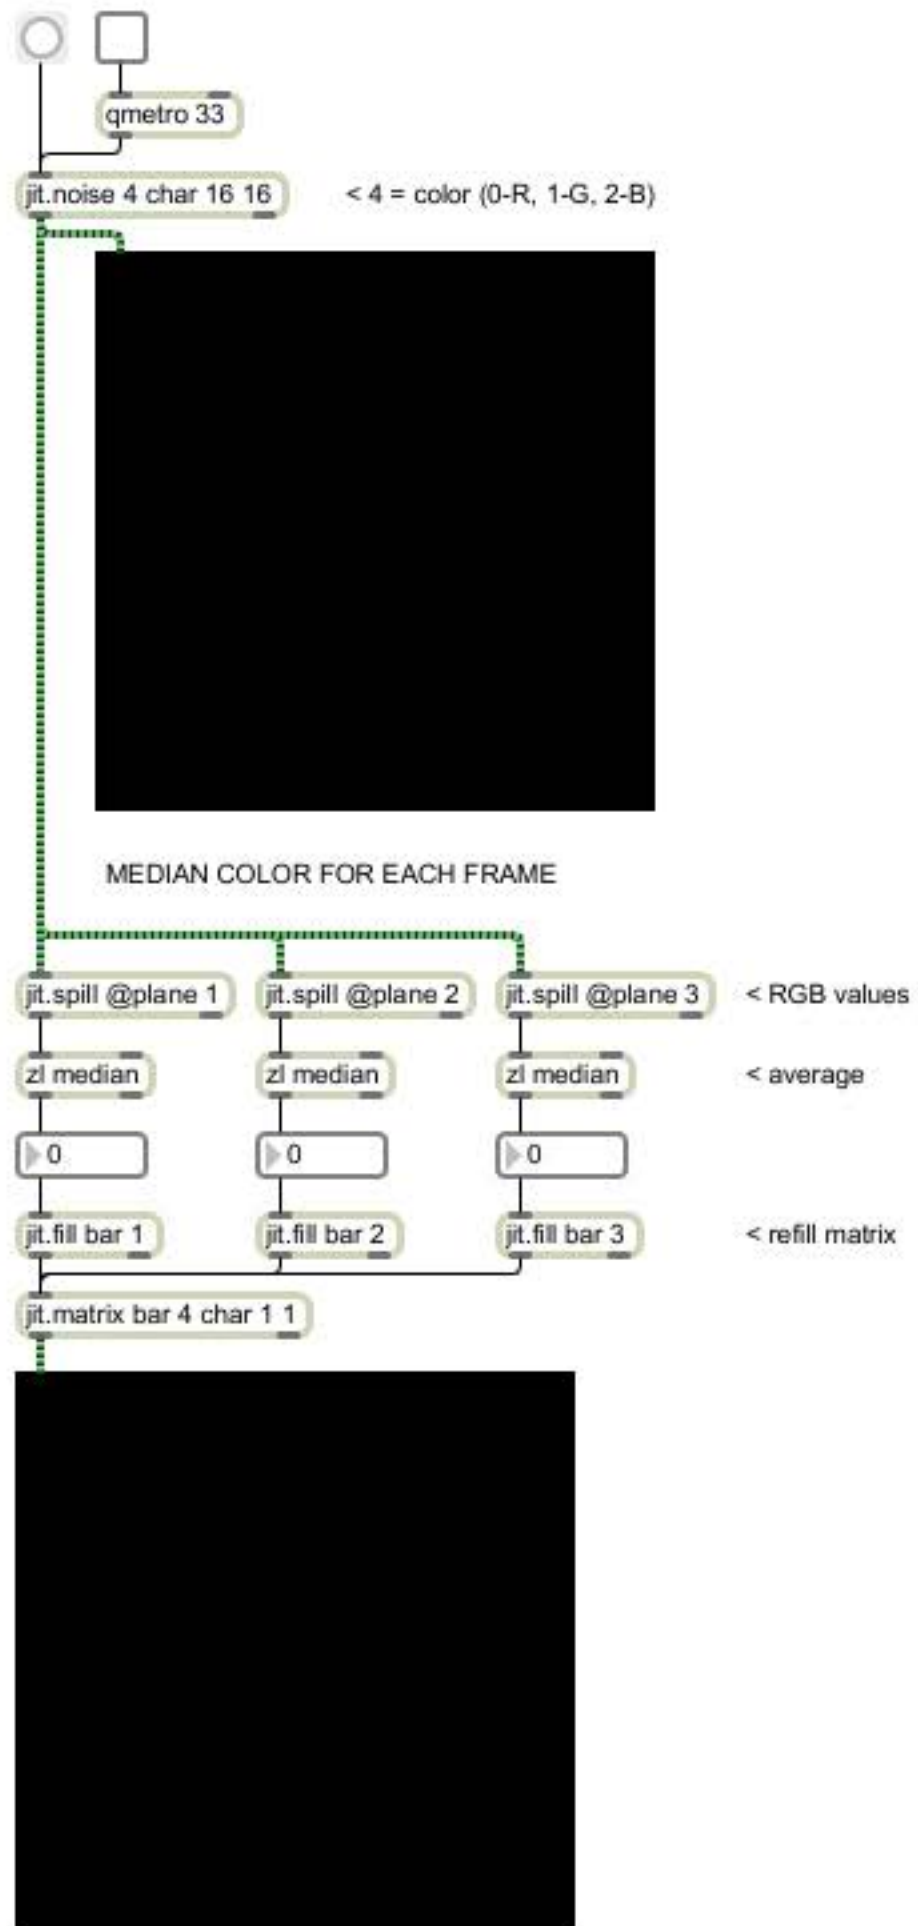 qmetro 33
jit.noise 4 char 16 16
< 4 = color (0-R, 1-G, 2-B)
MEDIAN COLOR FOR EACH FRAME
jit.spill @plane 1
jit.spill @plane 2
jit.spill @plane 3
< RGB values
zl median
zl median
zl median
< average
0
0
0
jit.fill bar 1
jit.fill bar 2
jit.fill bar 3
< refill matrix
jit.matrix bar 4 char 1 1